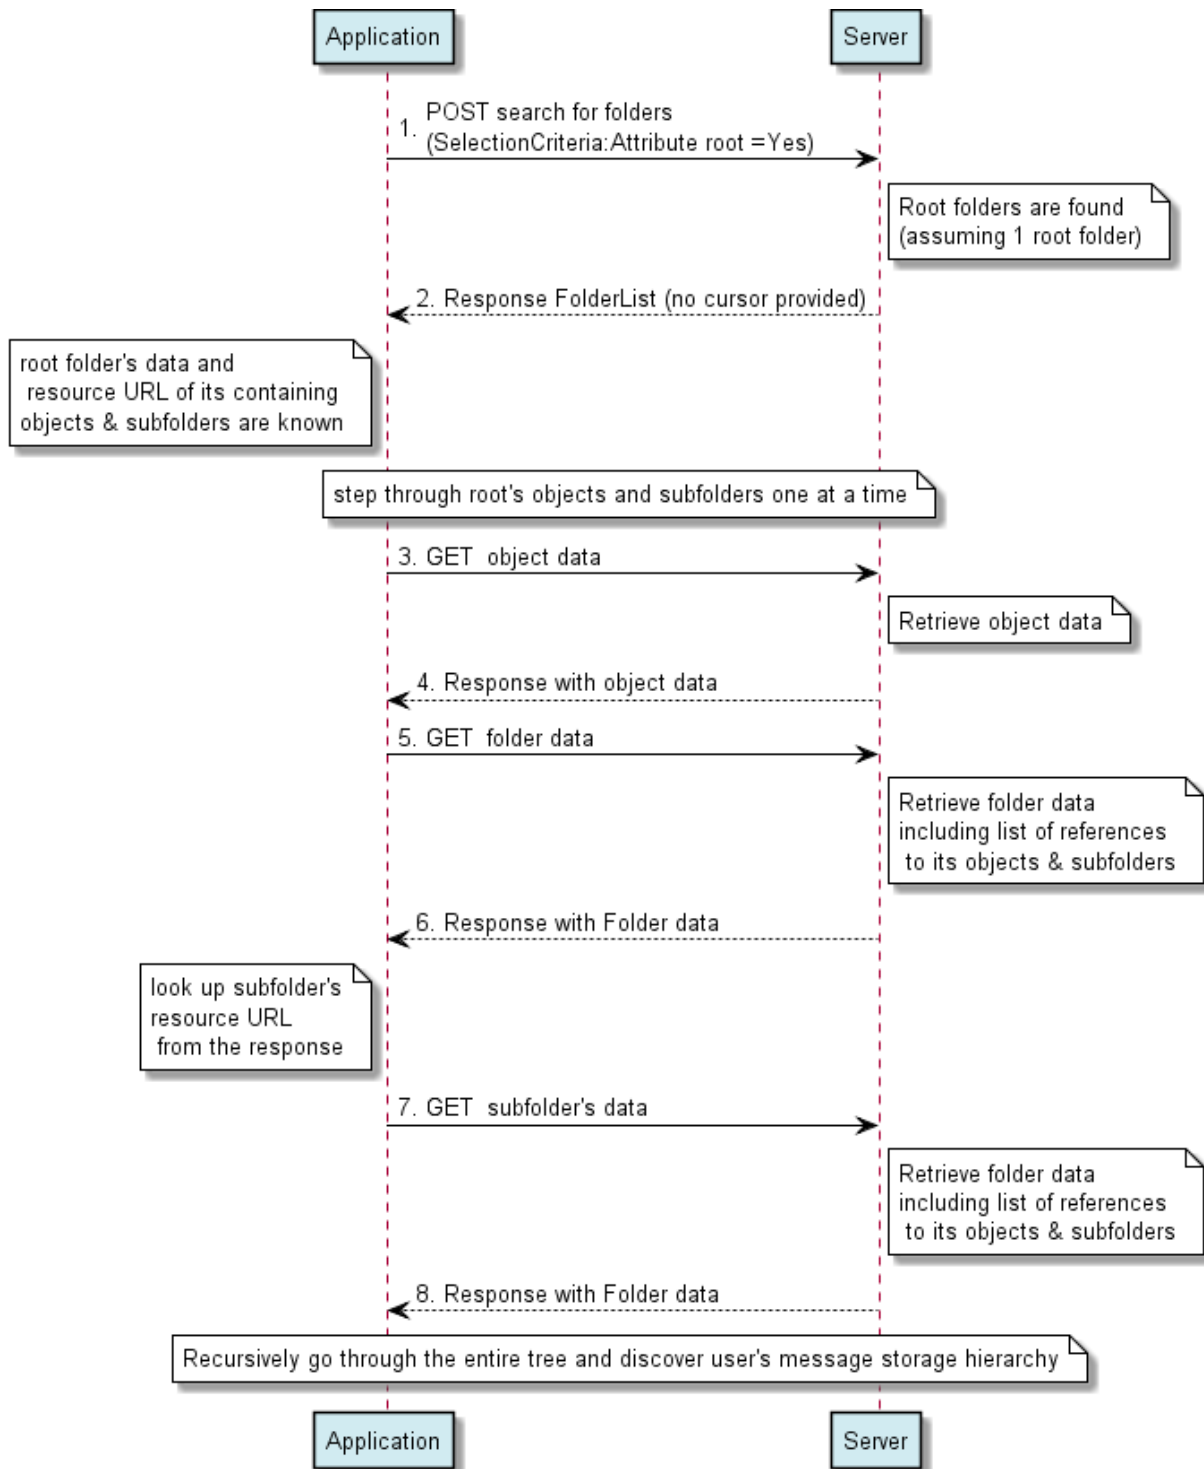 Application
Server
1. POST search for folders
(SelectionCriteria:Attribute root =Yes)
Root folders are found
(assuming 1 root folder)
2. Response FolderList (no cursor provided)
root folder's data and
resource URL of its containing
objects & subfolders are known
step through root's objects and subfolders one at a time
3. GET object data
Retrieve object data
4. Response with object data
5. GET folder data
Retrieve folder data
including list of references
to its objects & subfolders
6. Response with Folder data
look up subfolder's
resource URL
from the response
7. GET subfolder's data
Retrieve folder data
including list of references
to its objects & subfolders
8. Response with Folder data
Recursively go through the entire tree and discover user's message storage hierarchy
Application
Server